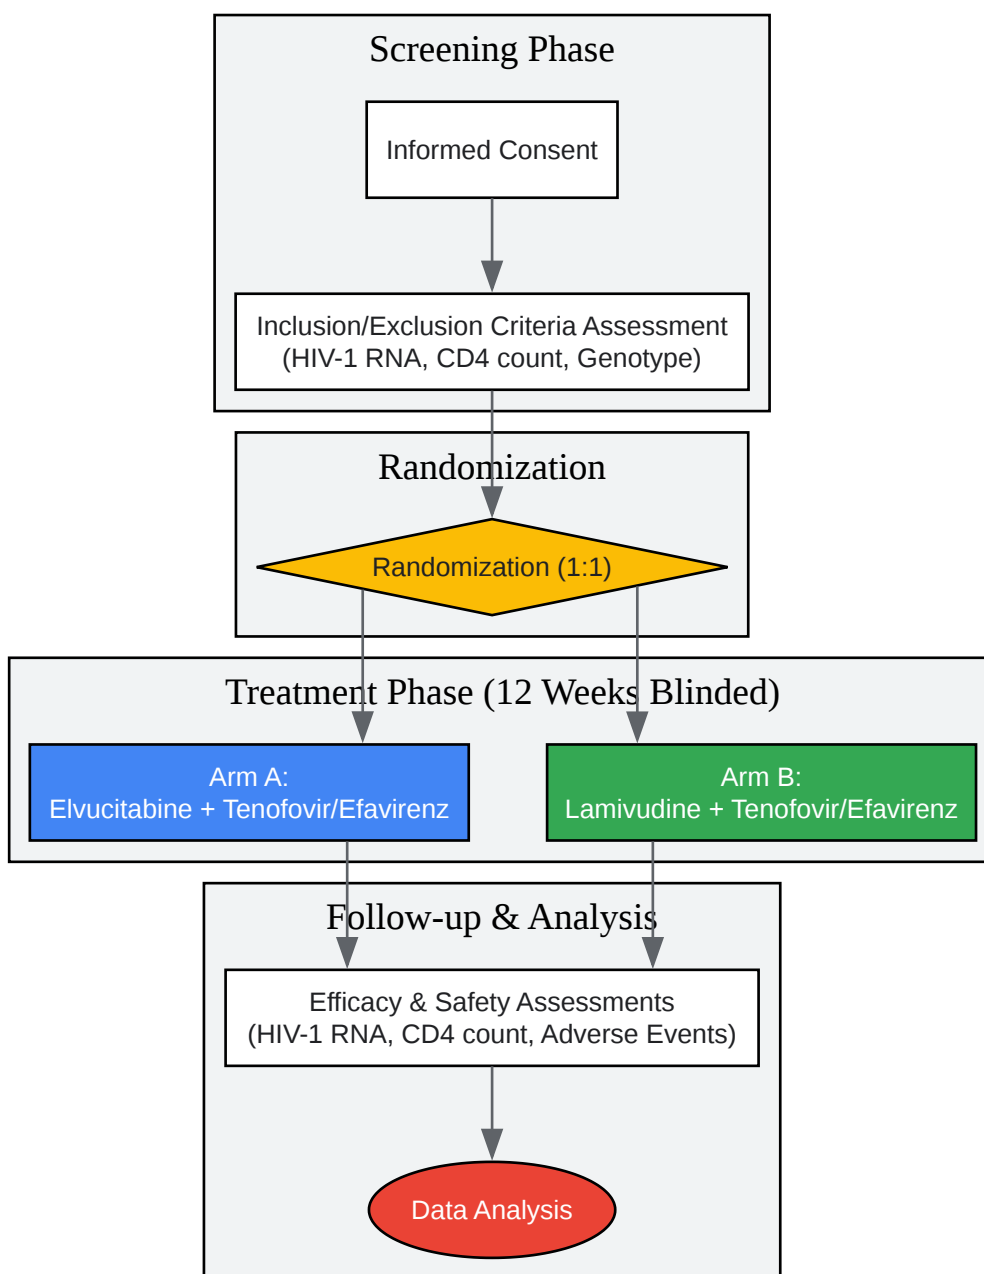 Screening Phase
Informed Consent
Inclusion/Exclusion Criteria Assessment
(HIV-1 RNA, CD4 count, Genotype)
Randomization
Randomization (1:1)
Treatment Phase (12 Weeks Blinded)
Arm A:
Elvucitabine + Tenofovir/Efavirenz
Arm B:
Lamivudine + Tenofovir/Efavirenz
Follow-up & Analysis
Efficacy & Safety Assessments
(HIV-1 RNA, CD4 count, Adverse Events)
Data Analysis